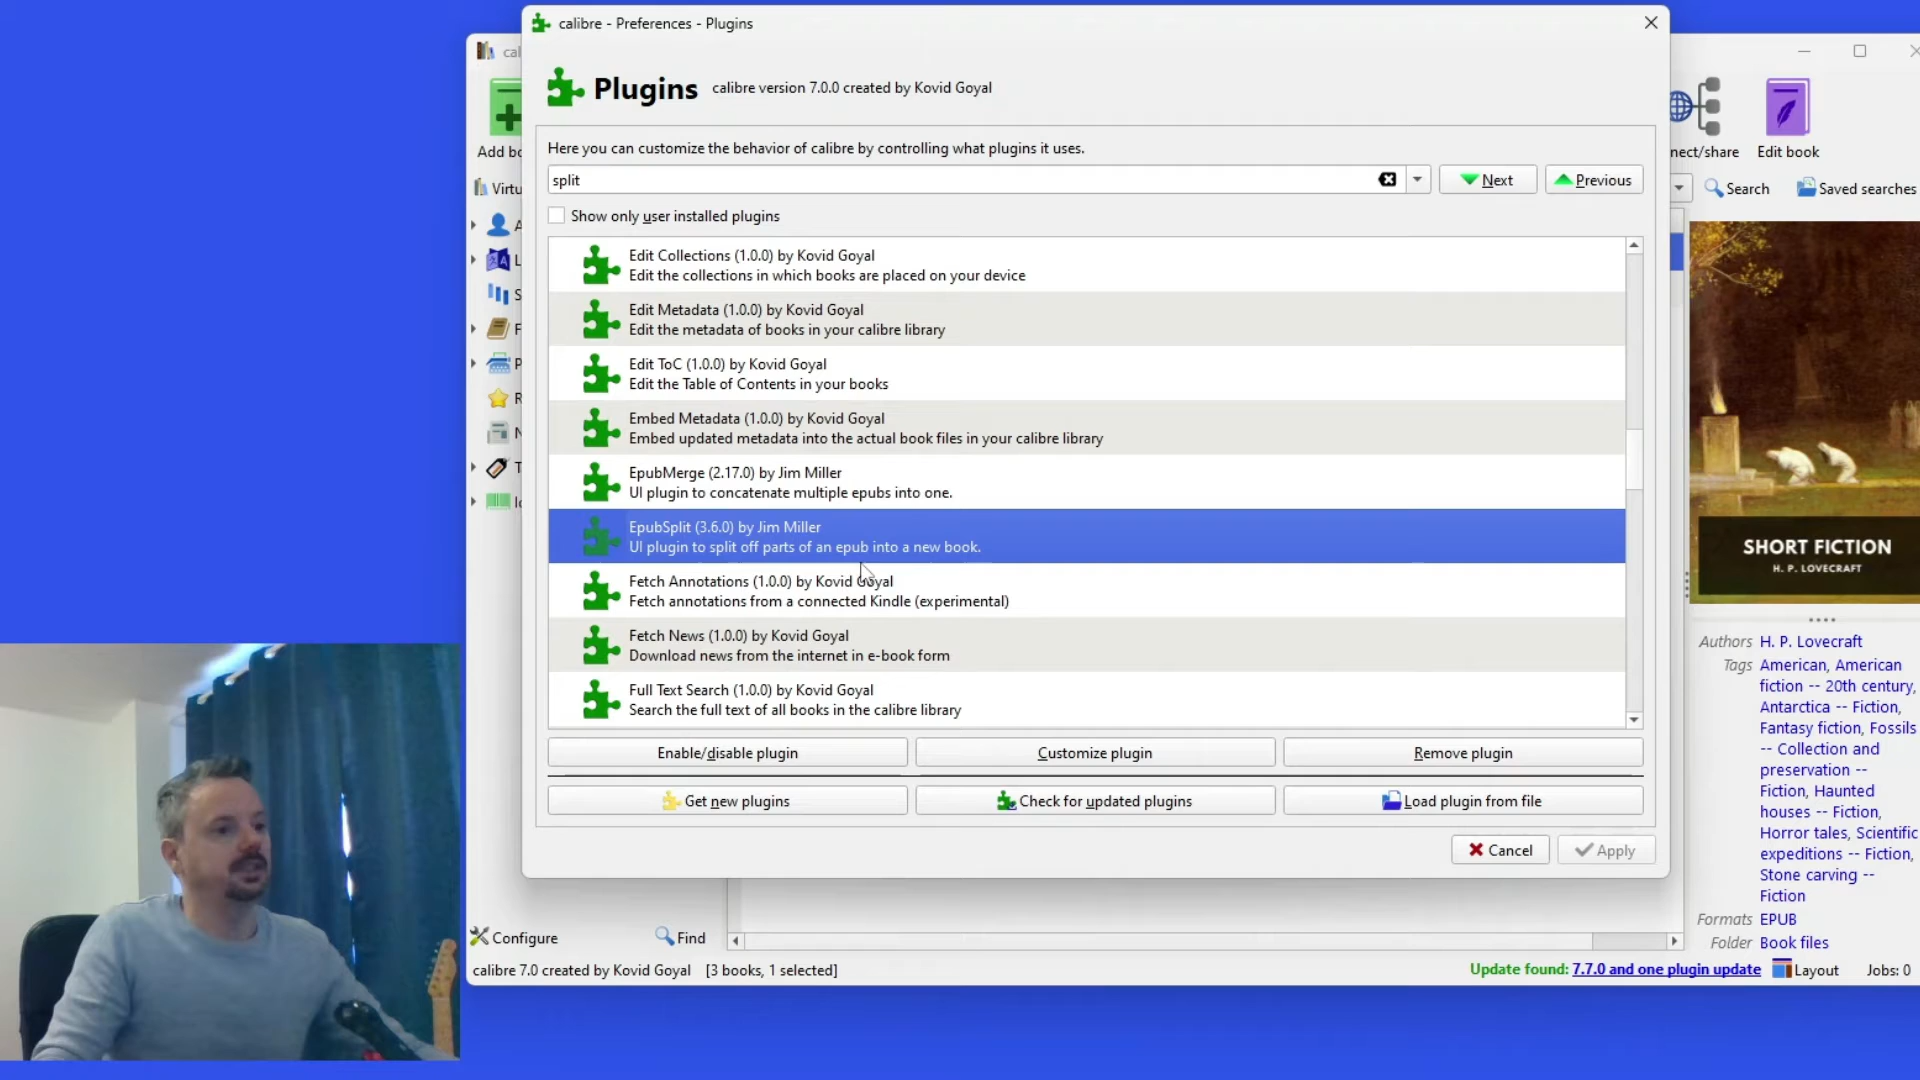 calibre - Preferences - Plugins
Plugins
calibre version 7.0.0 created by Kovid Goyal
Here you can customize the behavior of calibre by controlling what plugins it uses.
split
Next
Previous
Show only user installed plugins
Edit Collections (1.0.0) by Kovid Goyal
Edit the collections in which books are placed on your device
Edit Metadata (1.0.0) by Kovid Goyal
Edit the metadata of books in your calibre library
Edit ToC (1.0.0) by Kovid Goyal
Edit the Table of Contents in your books
Embed Metadata (1.0.0) by Kovid Goyal
Embed updated metadata into the actual book files in your calibre library
EpubMerge (2.17.0) by Jim Miller
UI plugin to concatenate multiple epubs into one.
EpubSplit (3.6.0) by Jim Miller
UI plugin to split off parts of an epub into a new book.
Fetch Annotations (1.0.0) by Kovid Goyal
Fetch annotations from a connected Kindle (experimental)
Fetch News (1.0.0) by Kovid Goyal
Download news from the internet in e-book form
Full Text Search (1.0.0) by Kovid Goyal
Search the full text of all books in the calibre library
Enable/disable plugin
Customize plugin
Remove plugin
Get new plugins
Check for updated plugins
Load plugin from file
Cancel
Apply
cal
Add bo
Virtu
A
L
S
F
P
R
N
T
Id
nect/share
Edit book
Search
Saved searches
SHORT FICTION
H. P. LOVECRAFT
Authors H. P. Lovecraft
Tags American, American
fiction -- 20th century,
Antarctica -- Fiction,
Fantasy fiction, Fossils
-- Collection and
preservation --
Fiction, Haunted
houses -- Fiction,
Horror tales, Scientific
expeditions -- Fiction,
Stone carving --
Fiction
Formats EPUB
Folder Book files
Configure
Find
calibre 7.0 created by Kovid Goyal [3 books, 1 selected]
Update found: 7.7.0 and one plugin update
Layout
Jobs: 0